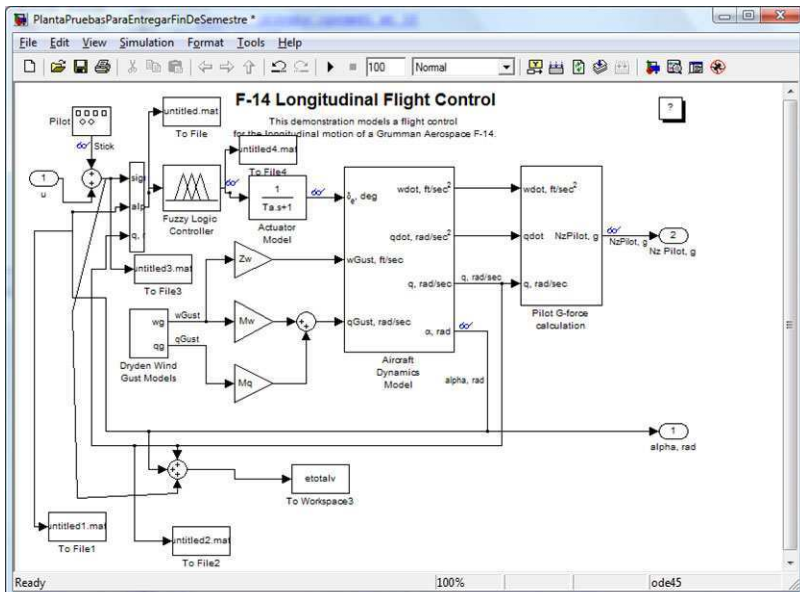 PlantaPruebasParaEntregarFinDeSemestre *
File Edit View Simulation Format Tools Help
100 Normal
F-14 Longitudinal Flight Control
This demonstration models a flight control
for the longitudinal motion of a Grumman Aerospace F-14.
?
Pilot
Stick
untitled.mat
To File
untitled4.mat
To File4
1
u
sig
alp
q, r
Fuzzy Logic
Controller
1
Ta.s+1
Actuator
Model
untitled3.mat
To File3
Zw
Mw
Mq
wg
qg
wGust
qGust
Dryden Wind
Gust Models
δe, deg
wGust, ft/sec
qGust, rad/sec
wdot, ft/sec2
qdot, rad/sec2
q, rad/sec
α, rad
Aircraft
Dynamics
Model
q, rad/sec
alpha, rad
wdot, ft/sec2
qdot
q, rad/sec
NzPilot, g
Pilot G-force
calculation
NzPilot, g
2
Nz Pilot, g
1
alpha, rad
etotalv
To Workspace3
untitled1.mat
To File1
untitled2.mat
To File2
Ready 100% ode45